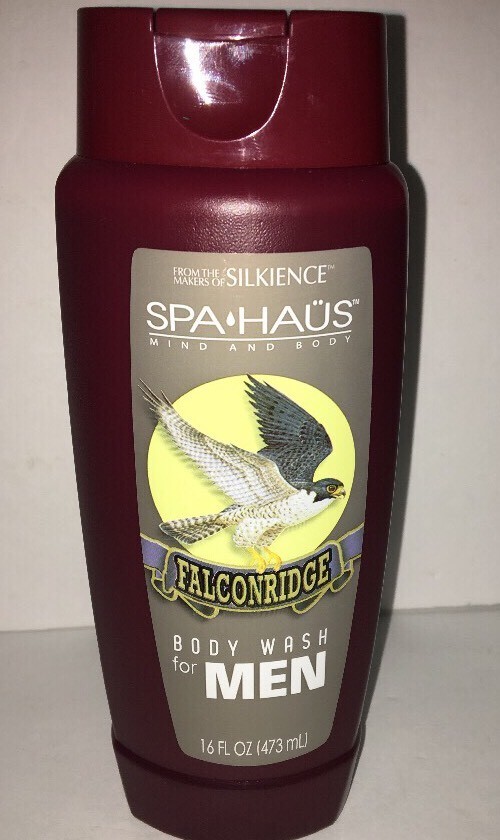 FROM THE MAKERS OF SILKIENCE™
SPA HAÜS™
MIND AND BODY
FALCONRIDGE
BODY WASH
for MEN
16 FL OZ (473 mL)